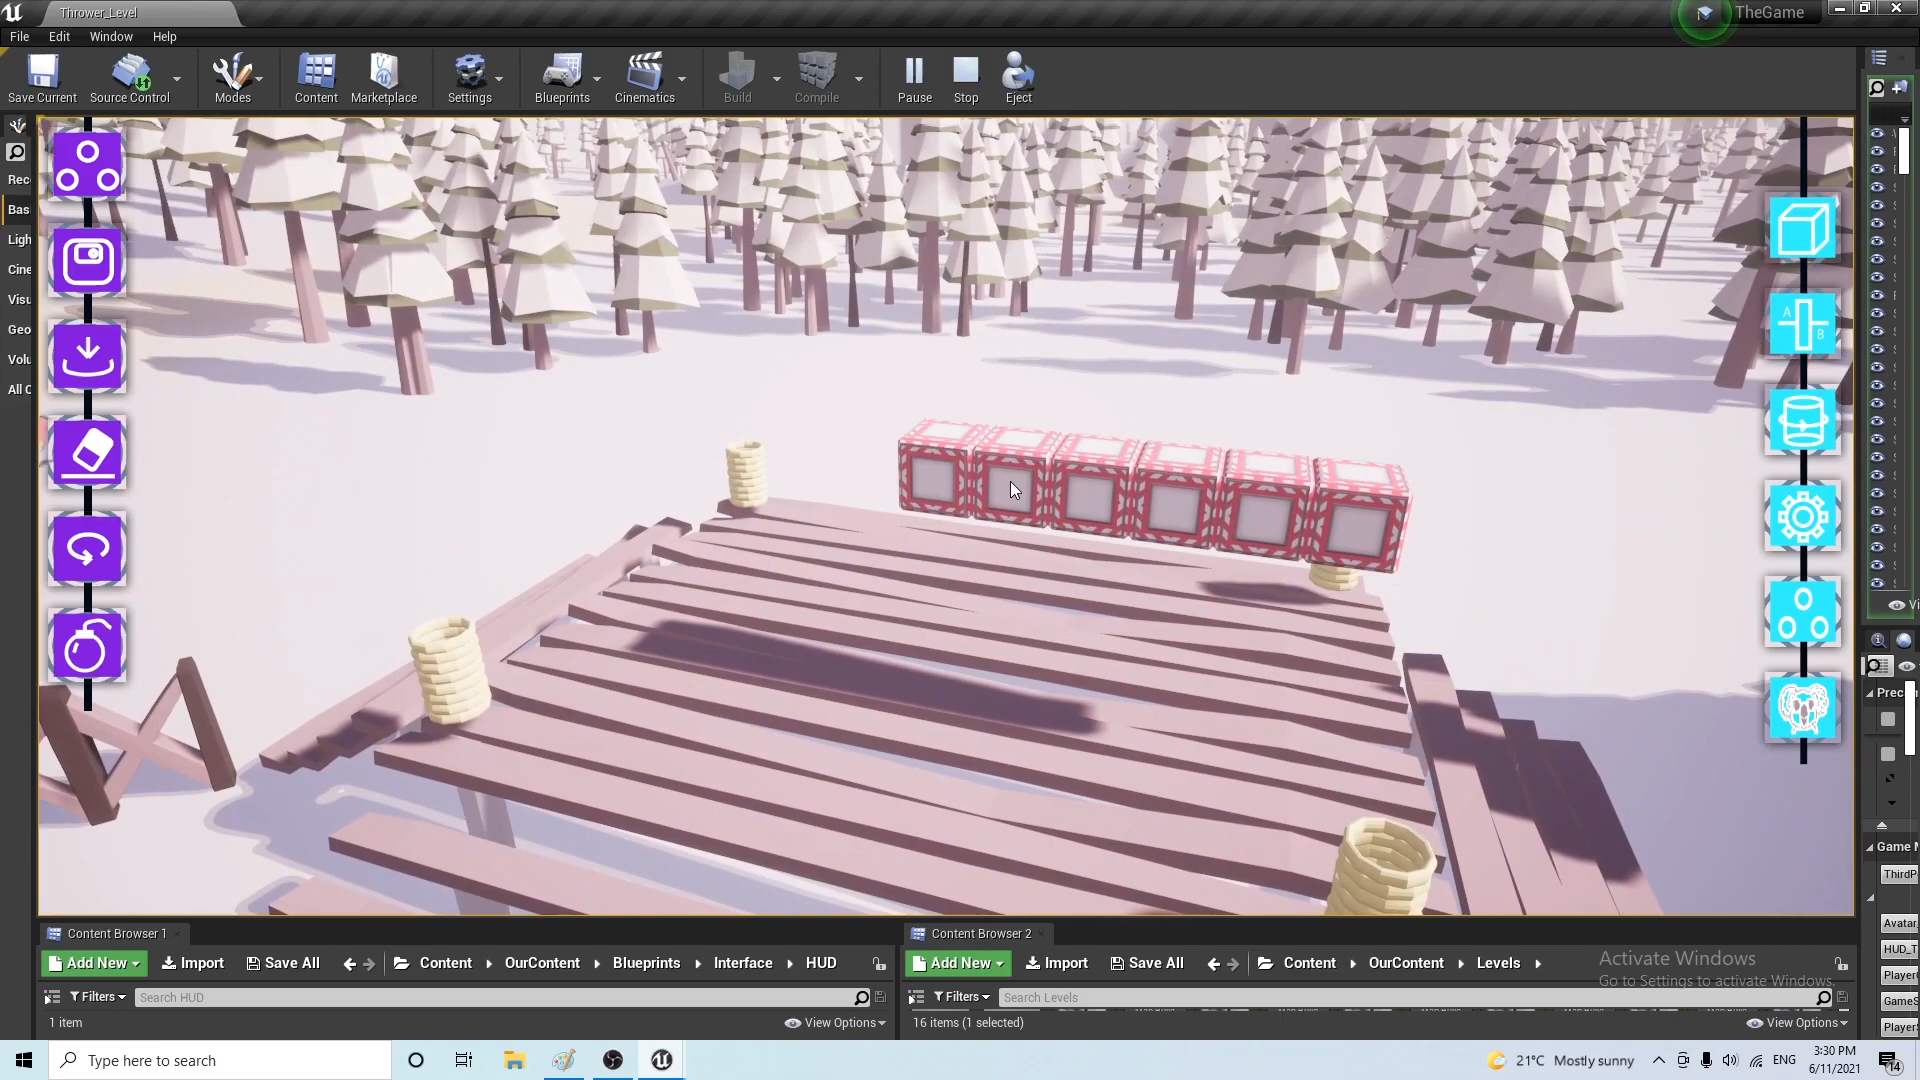 Thrower_Level
TheGame
File Edit Window Help
Save Current Source Control Modes Content Marketplace Settings Blueprints Cinematics Build Compile Pause Stop Eject
Rec
Basi
Ligh
Cine
Visu
Geo
Volu
All C
A
B
Vi
Prec
Game M
ThirdP
Avatar
HUD_T
Player
GameS
Players
Content Browser 1
Add New Import Save All Content OurContent Blueprints Interface HUD
Filters Search HUD
1 item View Options
Content Browser 2
Add New Import Save All Content OurContent Levels
Filters Search Levels
16 items (1 selected) View Options
Activate Windows
Go to Settings to activate Windows.
Type here to search
21°C Mostly sunny
ENG
3:30 PM
6/11/2021
14